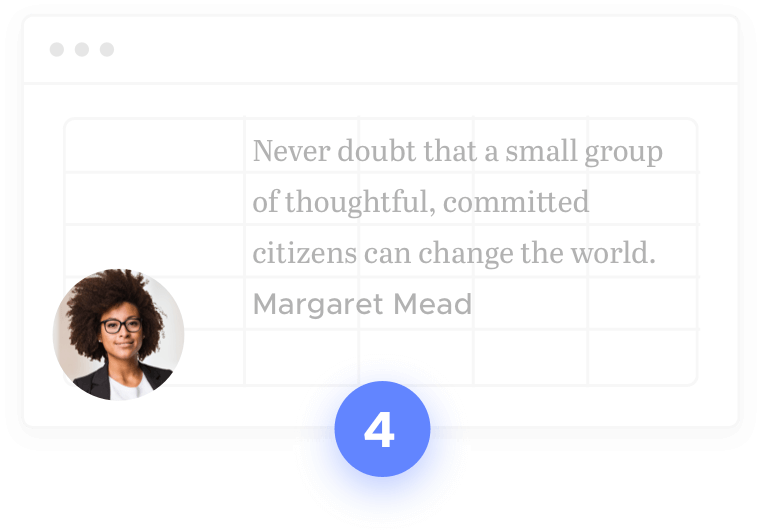 Never doubt that a small group
of thoughtful, committed
citizens can change the world.
Margaret Mead
4